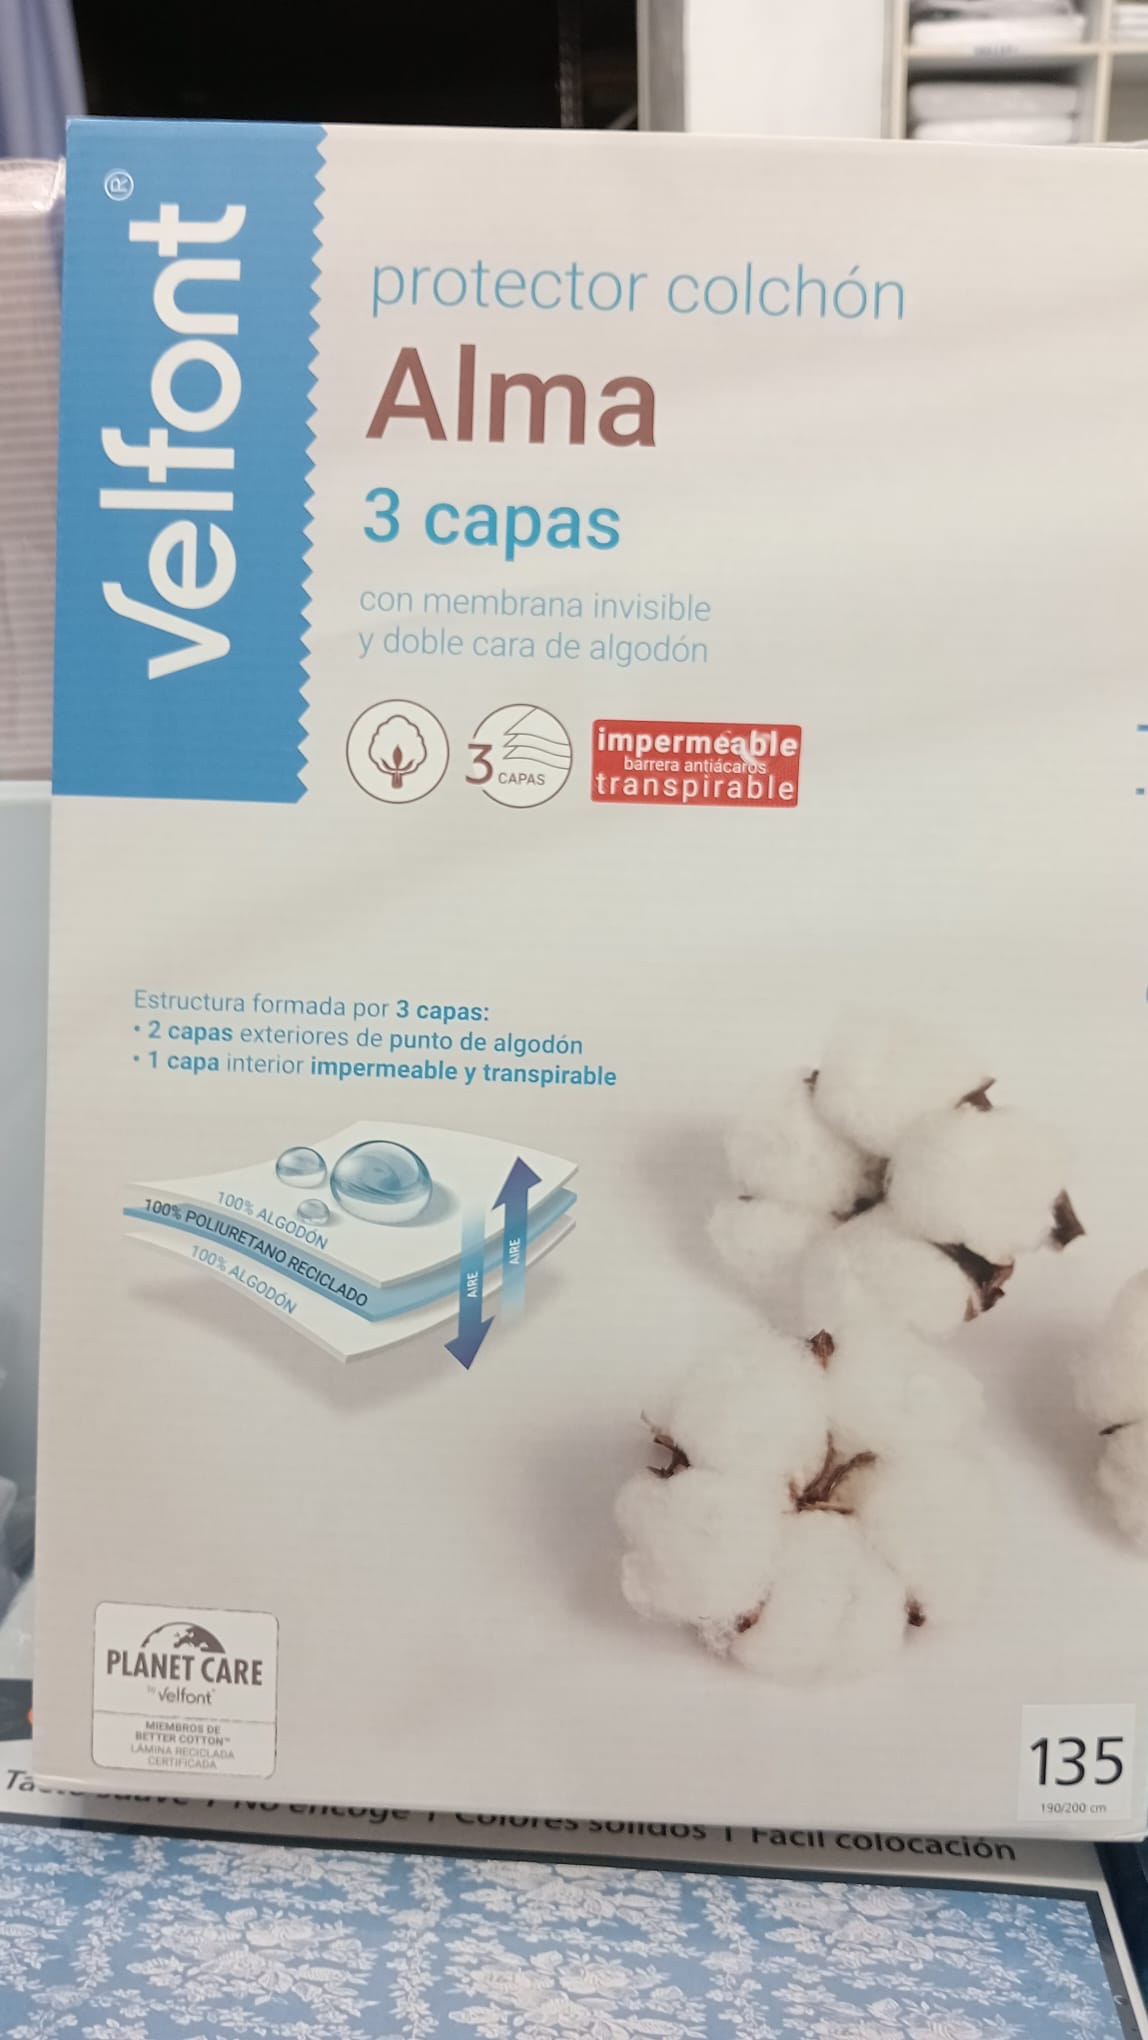 Velfont®
protector colchón
Alma
3 capas
con membrana invisible
y doble cara de algodón
3 CAPAS
impermeable
barrera antiácaros
transpirable
Estructura formada por 3 capas:
• 2 capas exteriores de punto de algodón
• 1 capa interior impermeable y transpirable
100% ALGODÓN
100% POLIURETANO RECICLADO
100% ALGODÓN
AIRE
AIRE
PLANET CARE
by Velfont
MIEMBROS DE
BETTER COTTON™
LÁMINA RECICLADA
CERTIFICADA
135
190/200 cm
No encoge | Colores sólidos | Fácil colocación